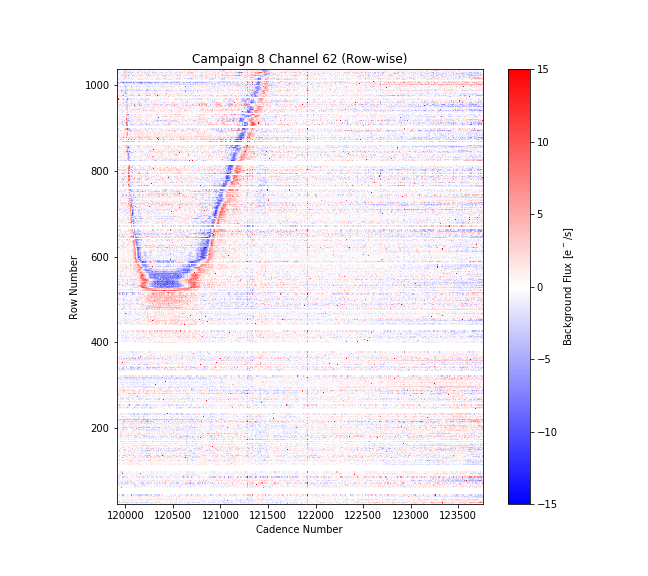 Campaign 8 Channel 62 (Row-wise)
1000
800
600
400
200
Row Number
120000 120500 121000 121500 122000 122500 123000 123500
Cadence Number
15
10
5
0
−5
−10
−15
Background Flux [e⁻/s]